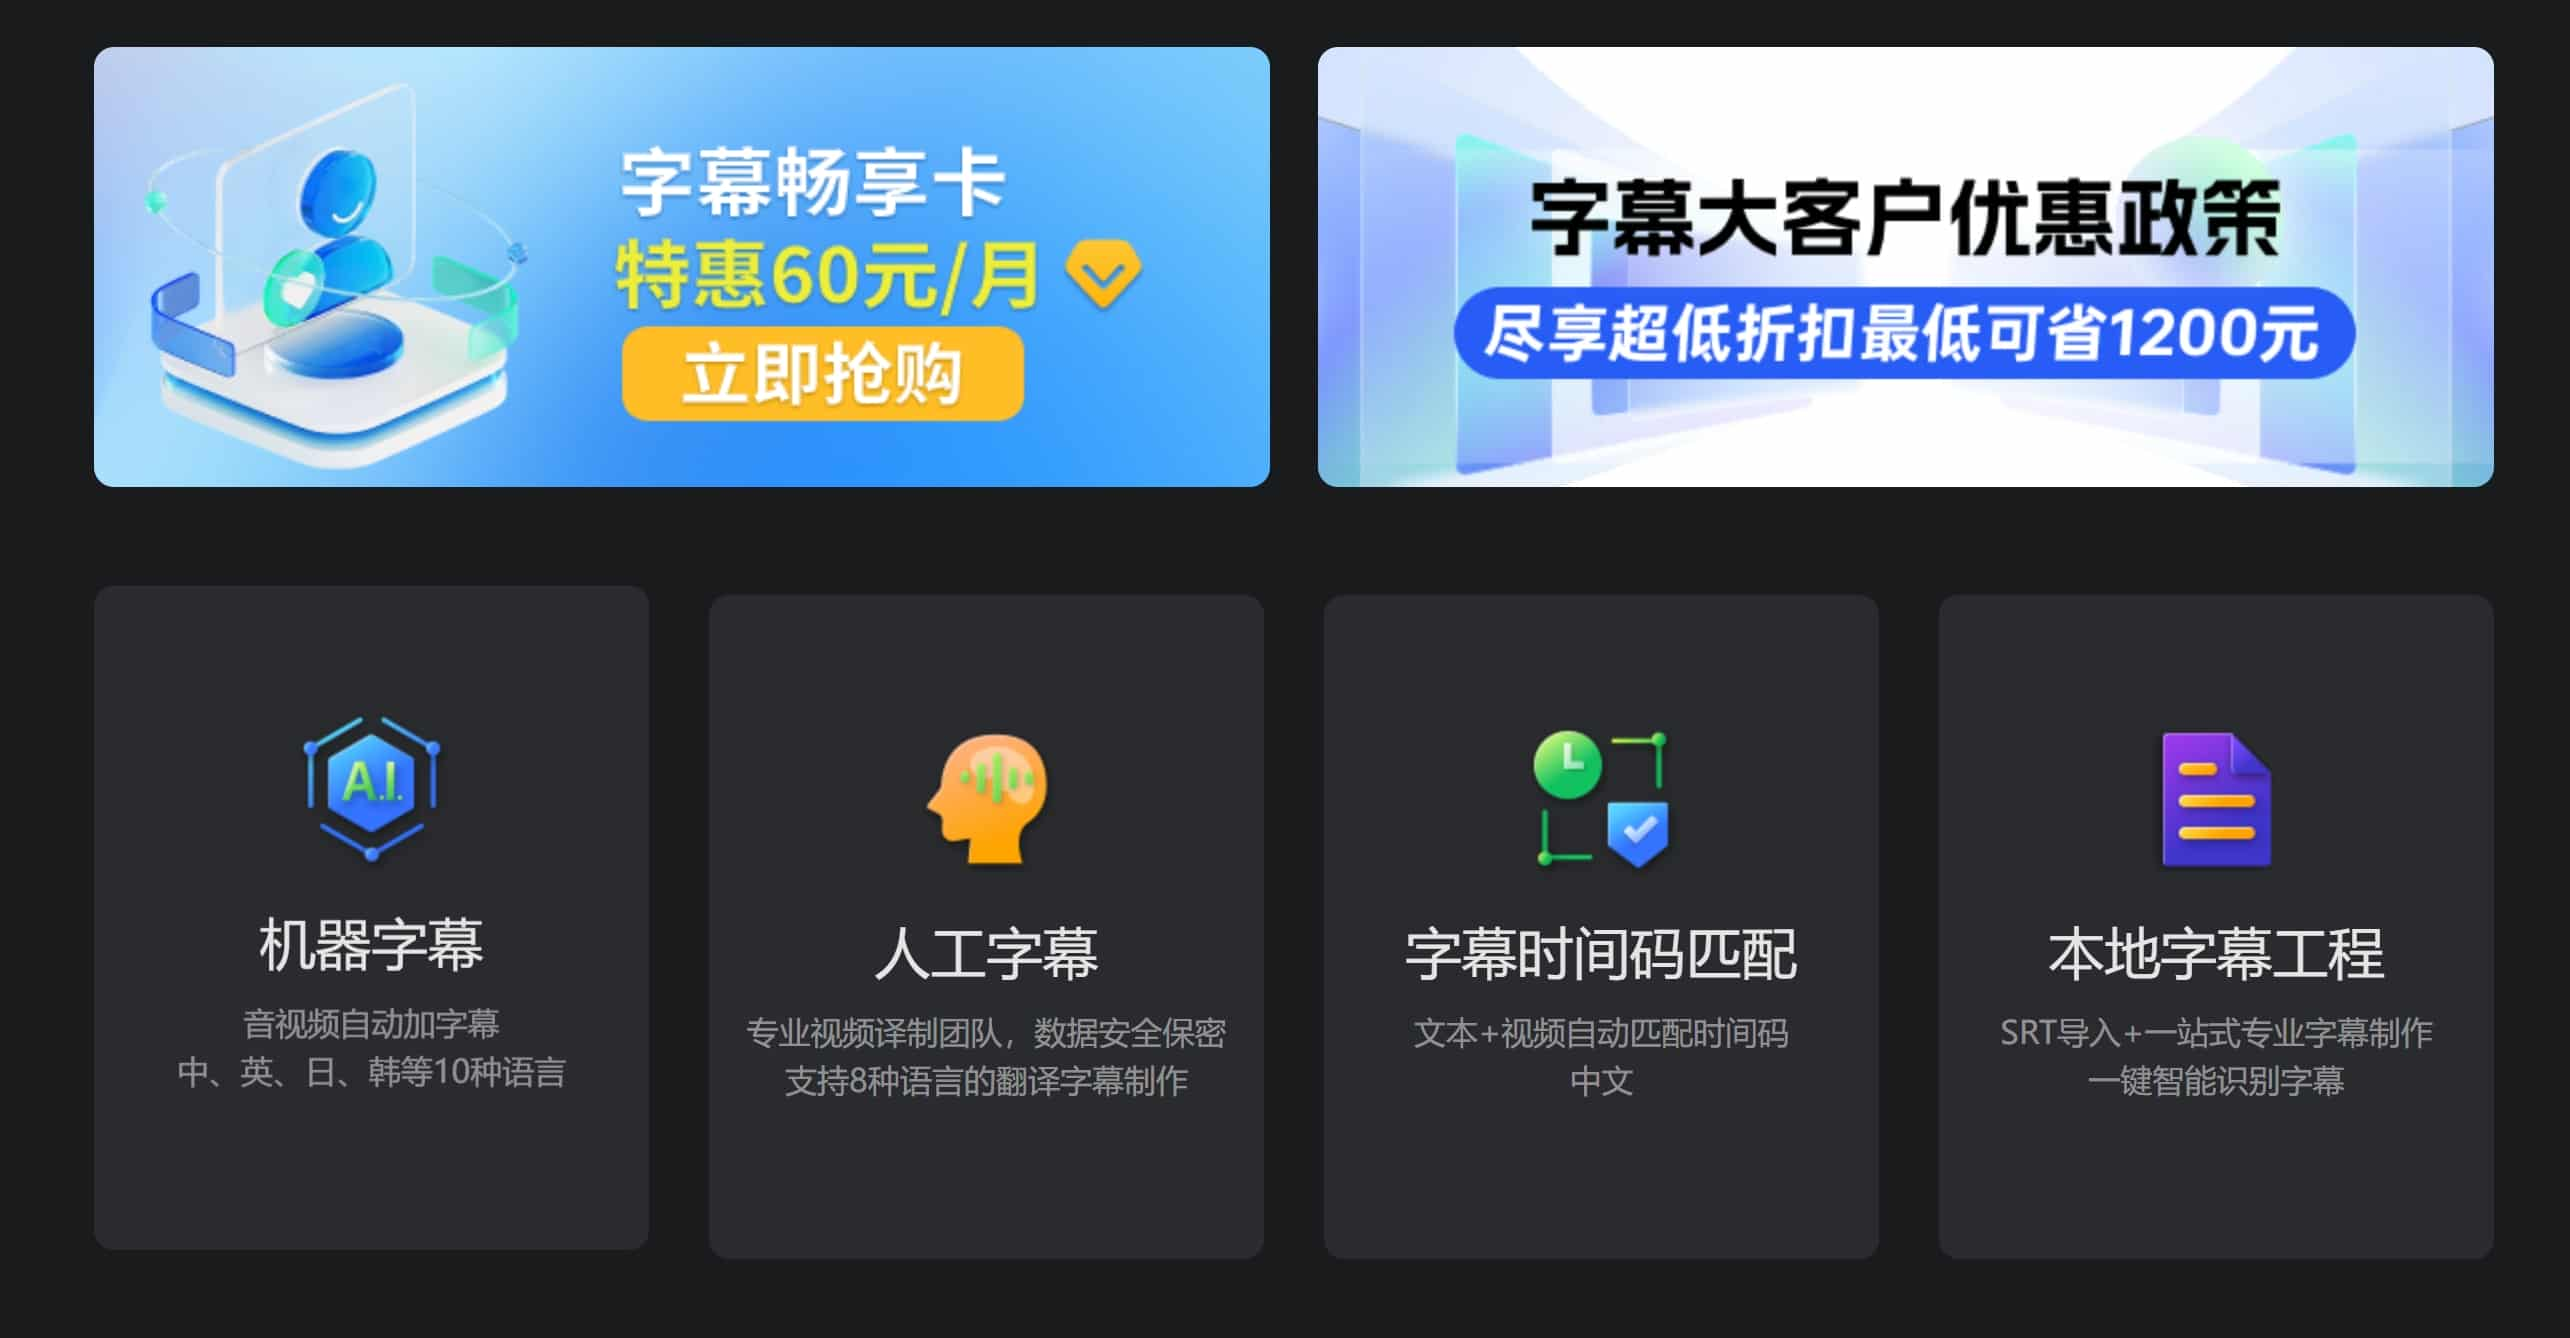 字幕畅享卡
特惠60元/月
立即抢购
字幕大客户优惠政策
尽享超低折扣最低可省1200元
A.I.
机器字幕
音视频自动加字幕
中、英、日、韩等10种语言
人工字幕
专业视频译制团队，数据安全保密
支持8种语言的翻译字幕制作
字幕时间码匹配
文本+视频自动匹配时间码
中文
本地字幕工程
SRT导入+一站式专业字幕制作
一键智能识别字幕